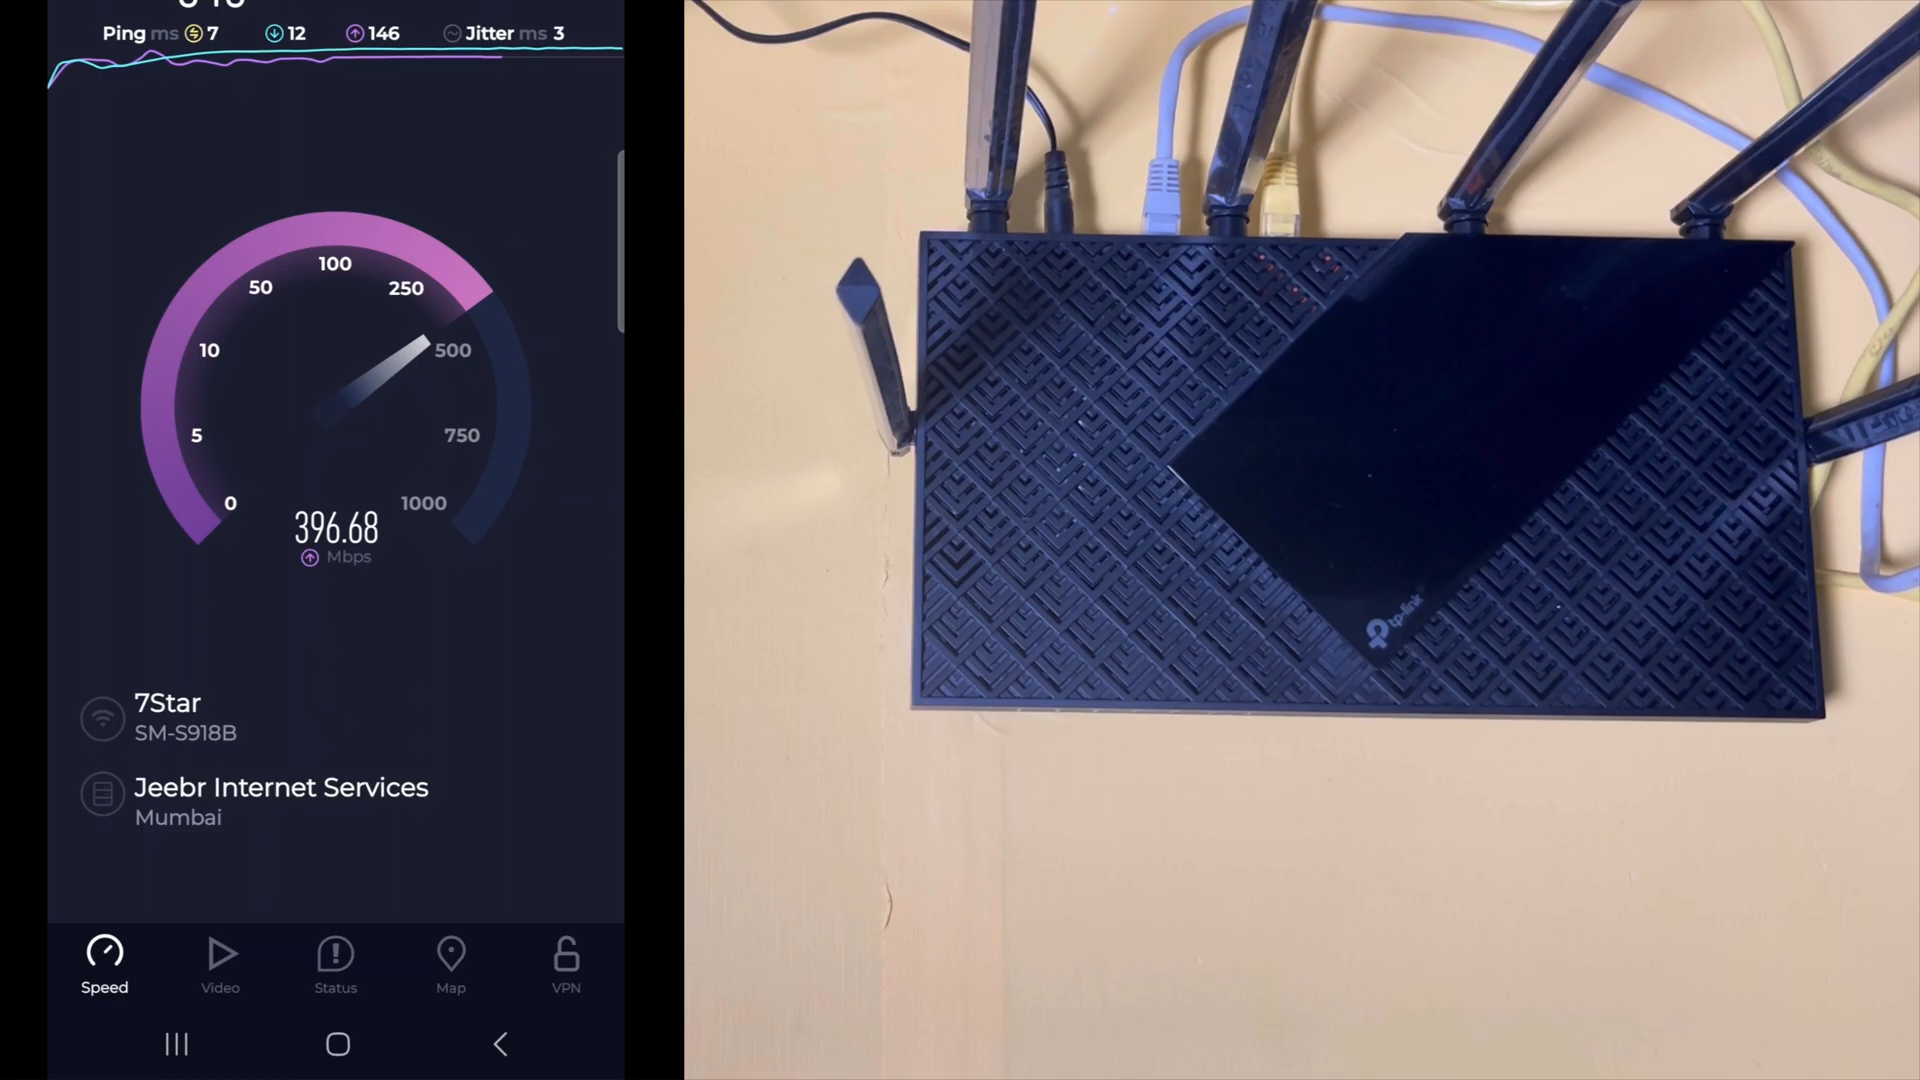 Ping ms 7 12 146 Jitter ms 3
100
50 250
10 500
5 750
0 1000
396.68
Mbps
7Star
SM-S918B
Jeebr Internet Services
Mumbai
Speed Video Status Map VPN
tp-link